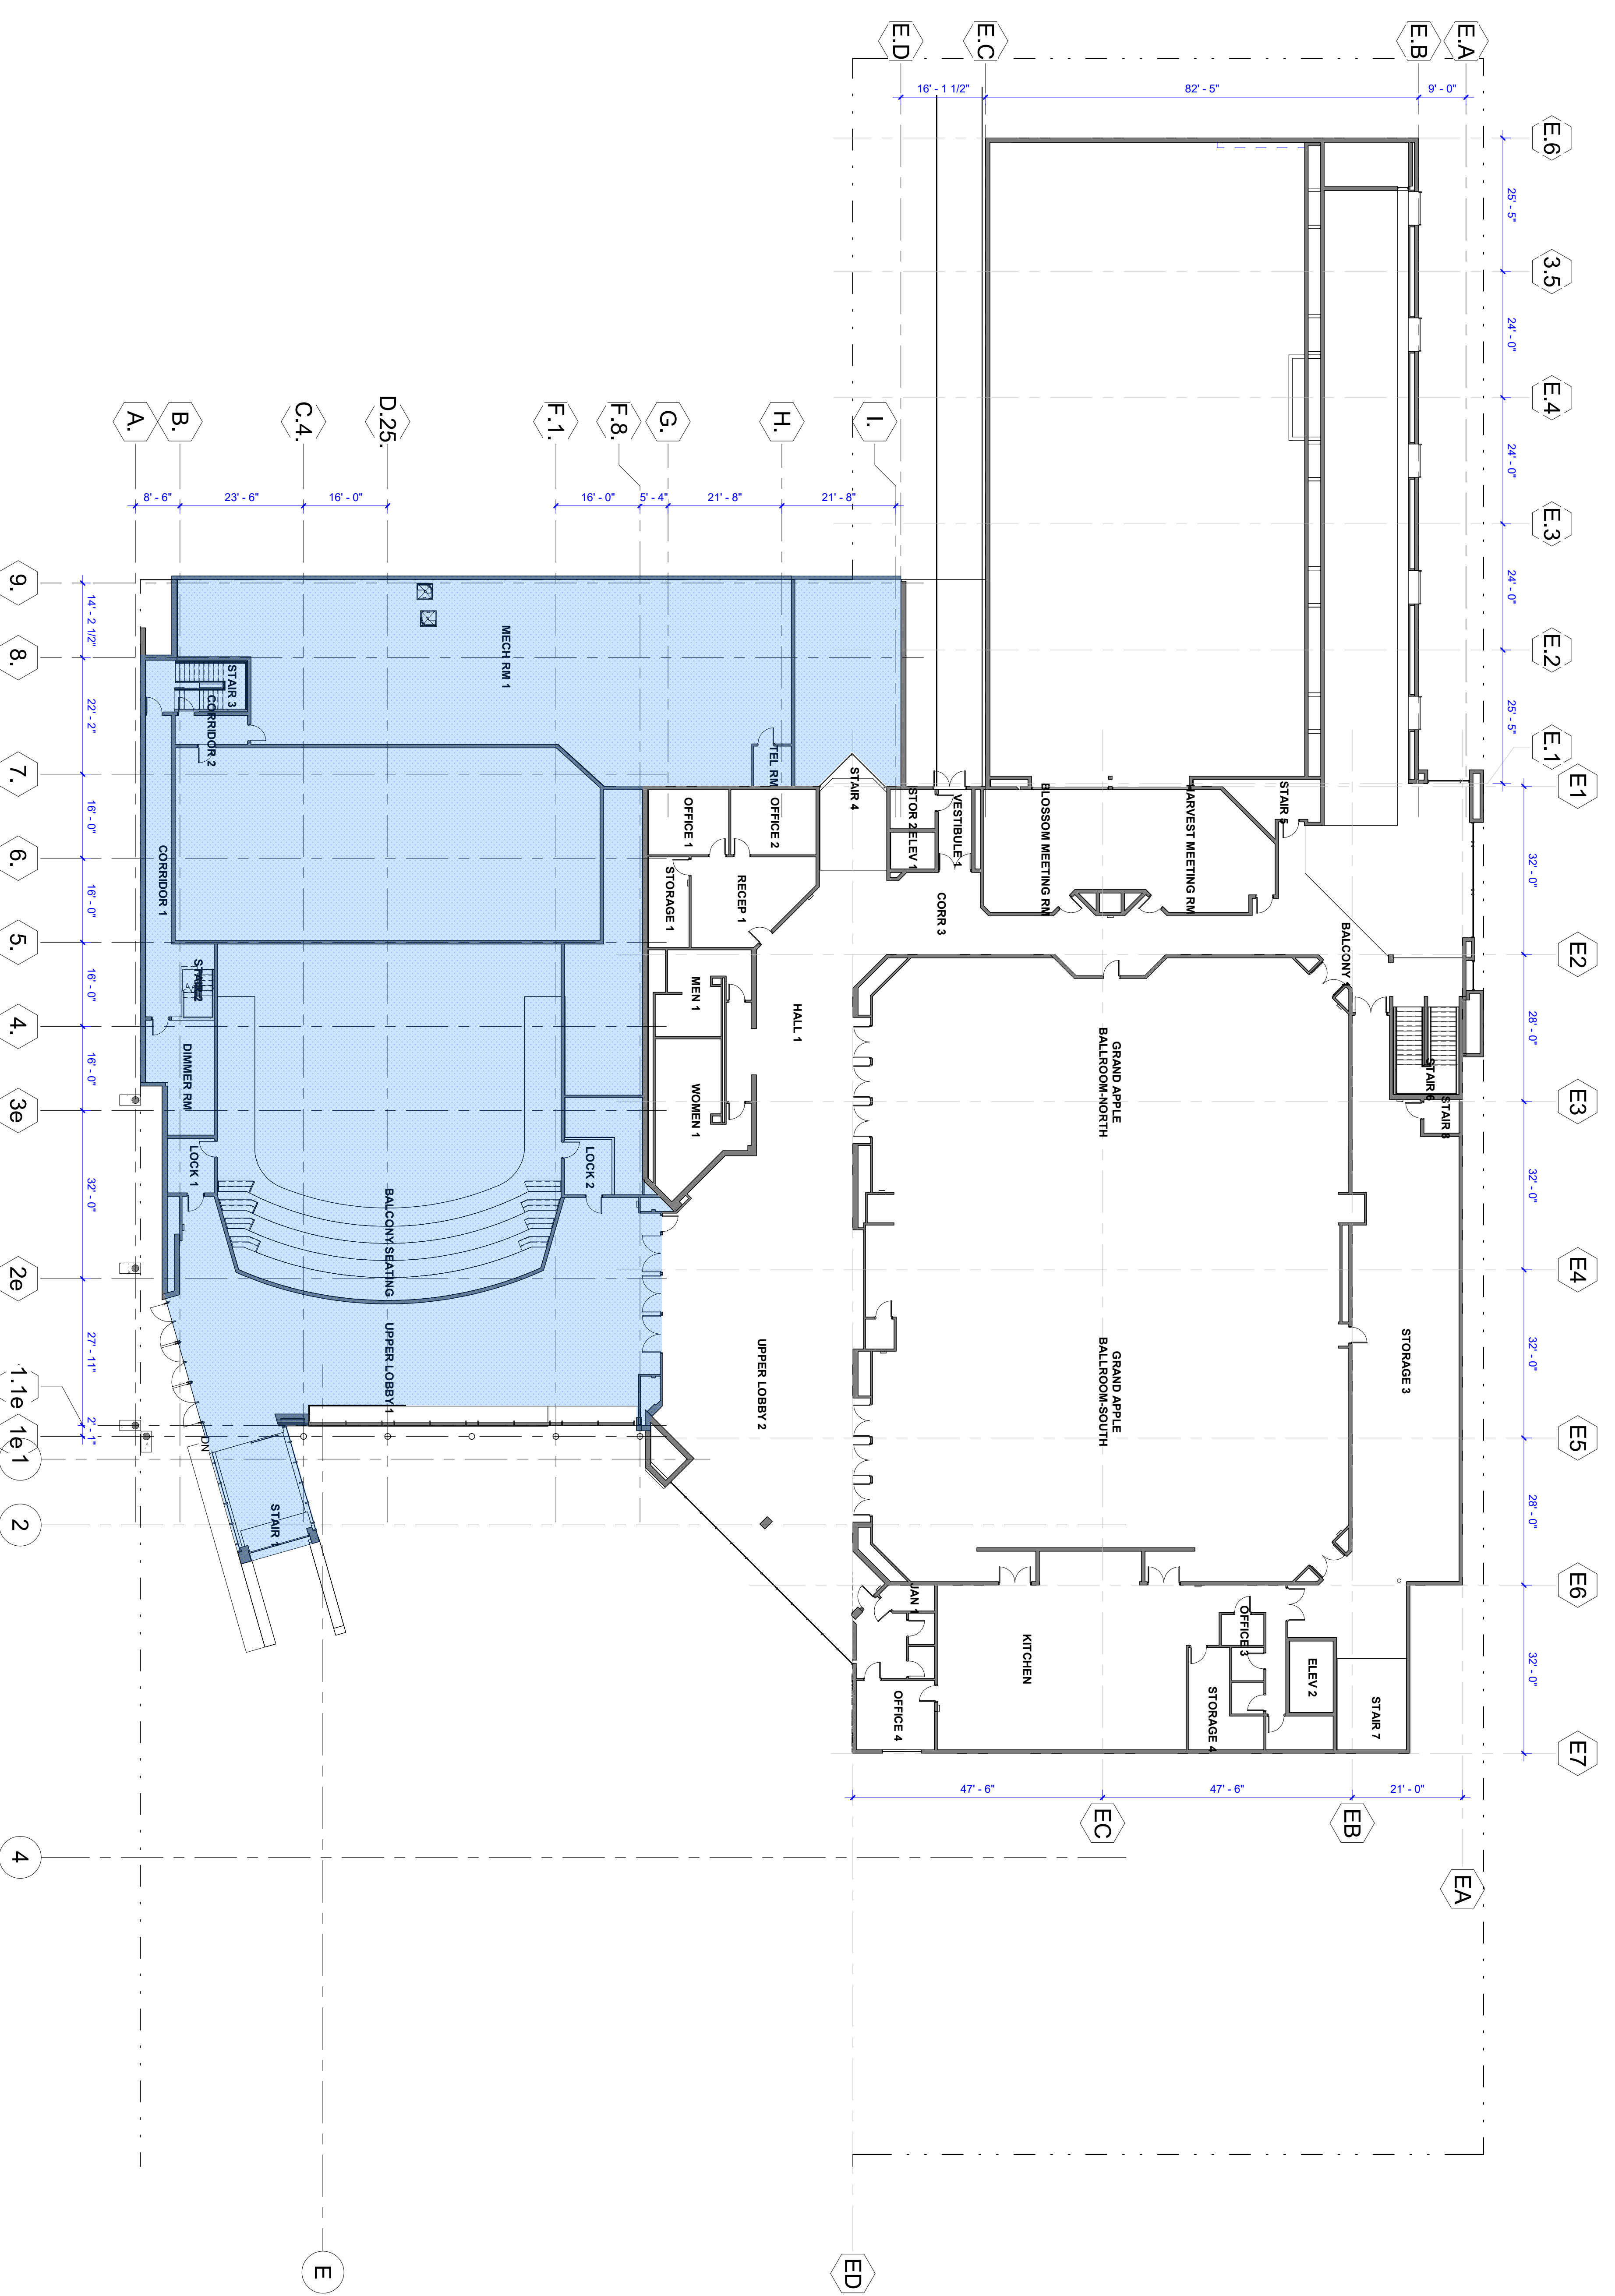 E.D
E.C
E.B
E.A
16' - 1 1/2"
82' - 5"
9' - 0"
E.6
25' - 5"
3.5
24' - 0"
E.4
24' - 0"
E.3
24' - 0"
E.2
25' - 5"
E.1
E1
32' - 0"
E2
28' - 0"
E3
32' - 0"
E4
32' - 0"
E5
28' - 0"
E6
32' - 0"
E7
A.
B.
C.4.
D.25.
F.1.
F.8.
G.
H.
I.
8' - 6"
23' - 6"
16' - 0"
16' - 0"
5' - 4"
21' - 8"
21' - 8"
9.
14' - 2 1/2"
8.
22' - 2"
7.
16' - 0"
6.
16' - 0"
5.
16' - 0"
4.
16' - 0"
3e
32' - 0"
2e
27' - 11"
1.1e
2' - 1"
1e
1
2
4
MECH RM 1
STAIR 3
CORRIDOR 2
TEL RM
CORRIDOR 1
STAIR 2
DIMMER RM
LOCK 1
LOCK 2
BALCONY SEATING
UPPER LOBBY 1
DN
STAIR 1
OFFICE 1
OFFICE 2
STORAGE 1
RECEP 1
MEN 1
WOMEN 1
HALL 1
UPPER LOBBY 2
STAIR 4
STOR 2
ELEV 1
VESTIBULE 1
CORR 3
BLOSSOM MEETING RM
HARVEST MEETING RM
STAIR 5
BALCONY
STAIR 6
STAIR 8
GRAND APPLE
BALLROOM-NORTH
GRAND APPLE
BALLROOM-SOUTH
STORAGE 3
JAN 1
KITCHEN
OFFICE 3
ELEV 2
STORAGE 4
STAIR 7
OFFICE 4
47' - 6"
47' - 6"
21' - 0"
EC
EB
EA
E
ED